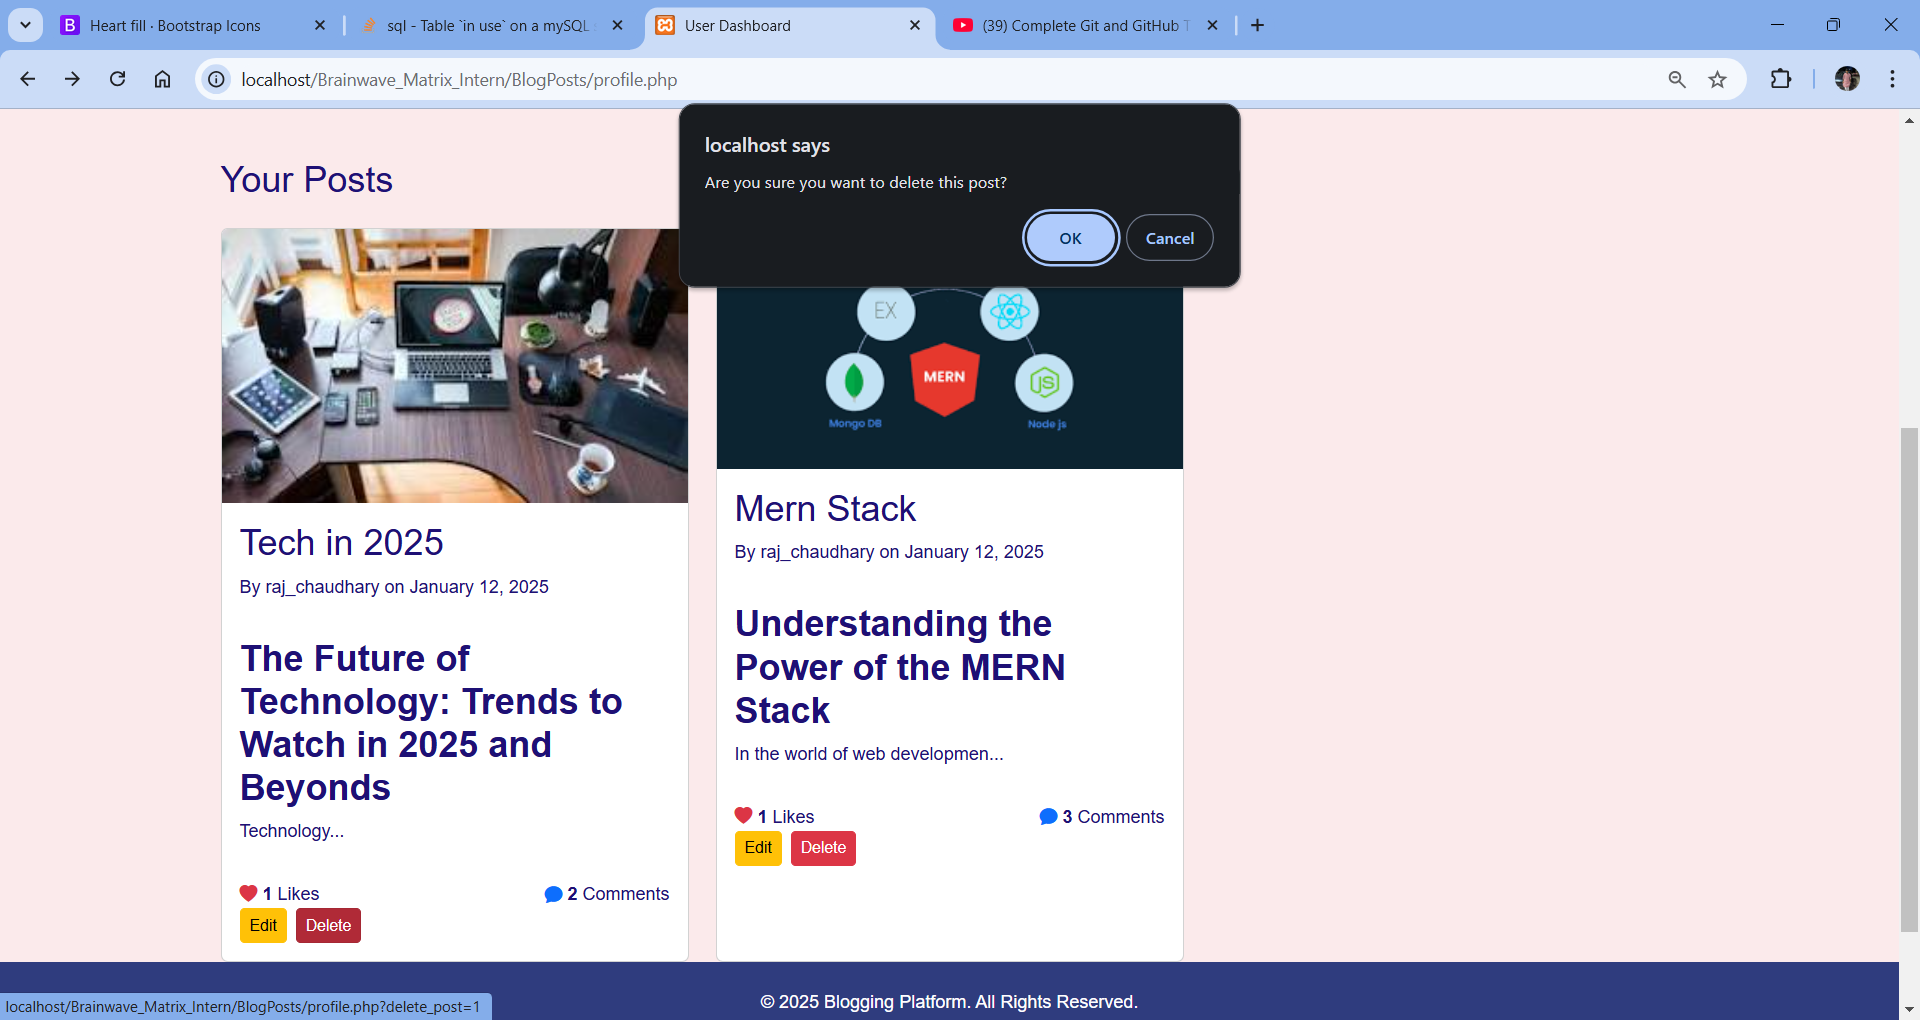 Heart fill · Bootstrap Icons
sql - Table `in use` on a mySQL
User Dashboard
(39) Complete Git and GitHub T
localhost/Brainwave_Matrix_Intern/BlogPosts/profile.php
localhost says
Are you sure you want to delete this post?
OK
Cancel
Your Posts
EX
MERN
JS
Mongo DB
Node js
Tech in 2025
By raj_chaudhary on January 12, 2025
The Future of
Technology: Trends to
Watch in 2025 and
Beyonds
Technology...
1 Likes
2 Comments
Edit
Delete
Mern Stack
By raj_chaudhary on January 12, 2025
Understanding the
Power of the MERN
Stack
In the world of web developmen...
1 Likes
3 Comments
Edit
Delete
© 2025 Blogging Platform. All Rights Reserved.
localhost/Brainwave_Matrix_Intern/BlogPosts/profile.php?delete_post=1